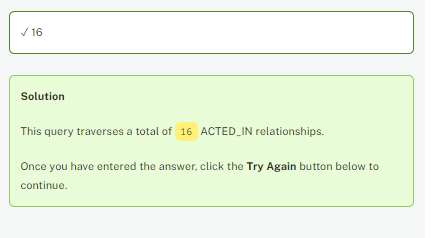 ✓ 16
Solution
This query traverses a total of 16 ACTED_IN relationships.
Once you have entered the answer, click the Try Again button below to
continue.